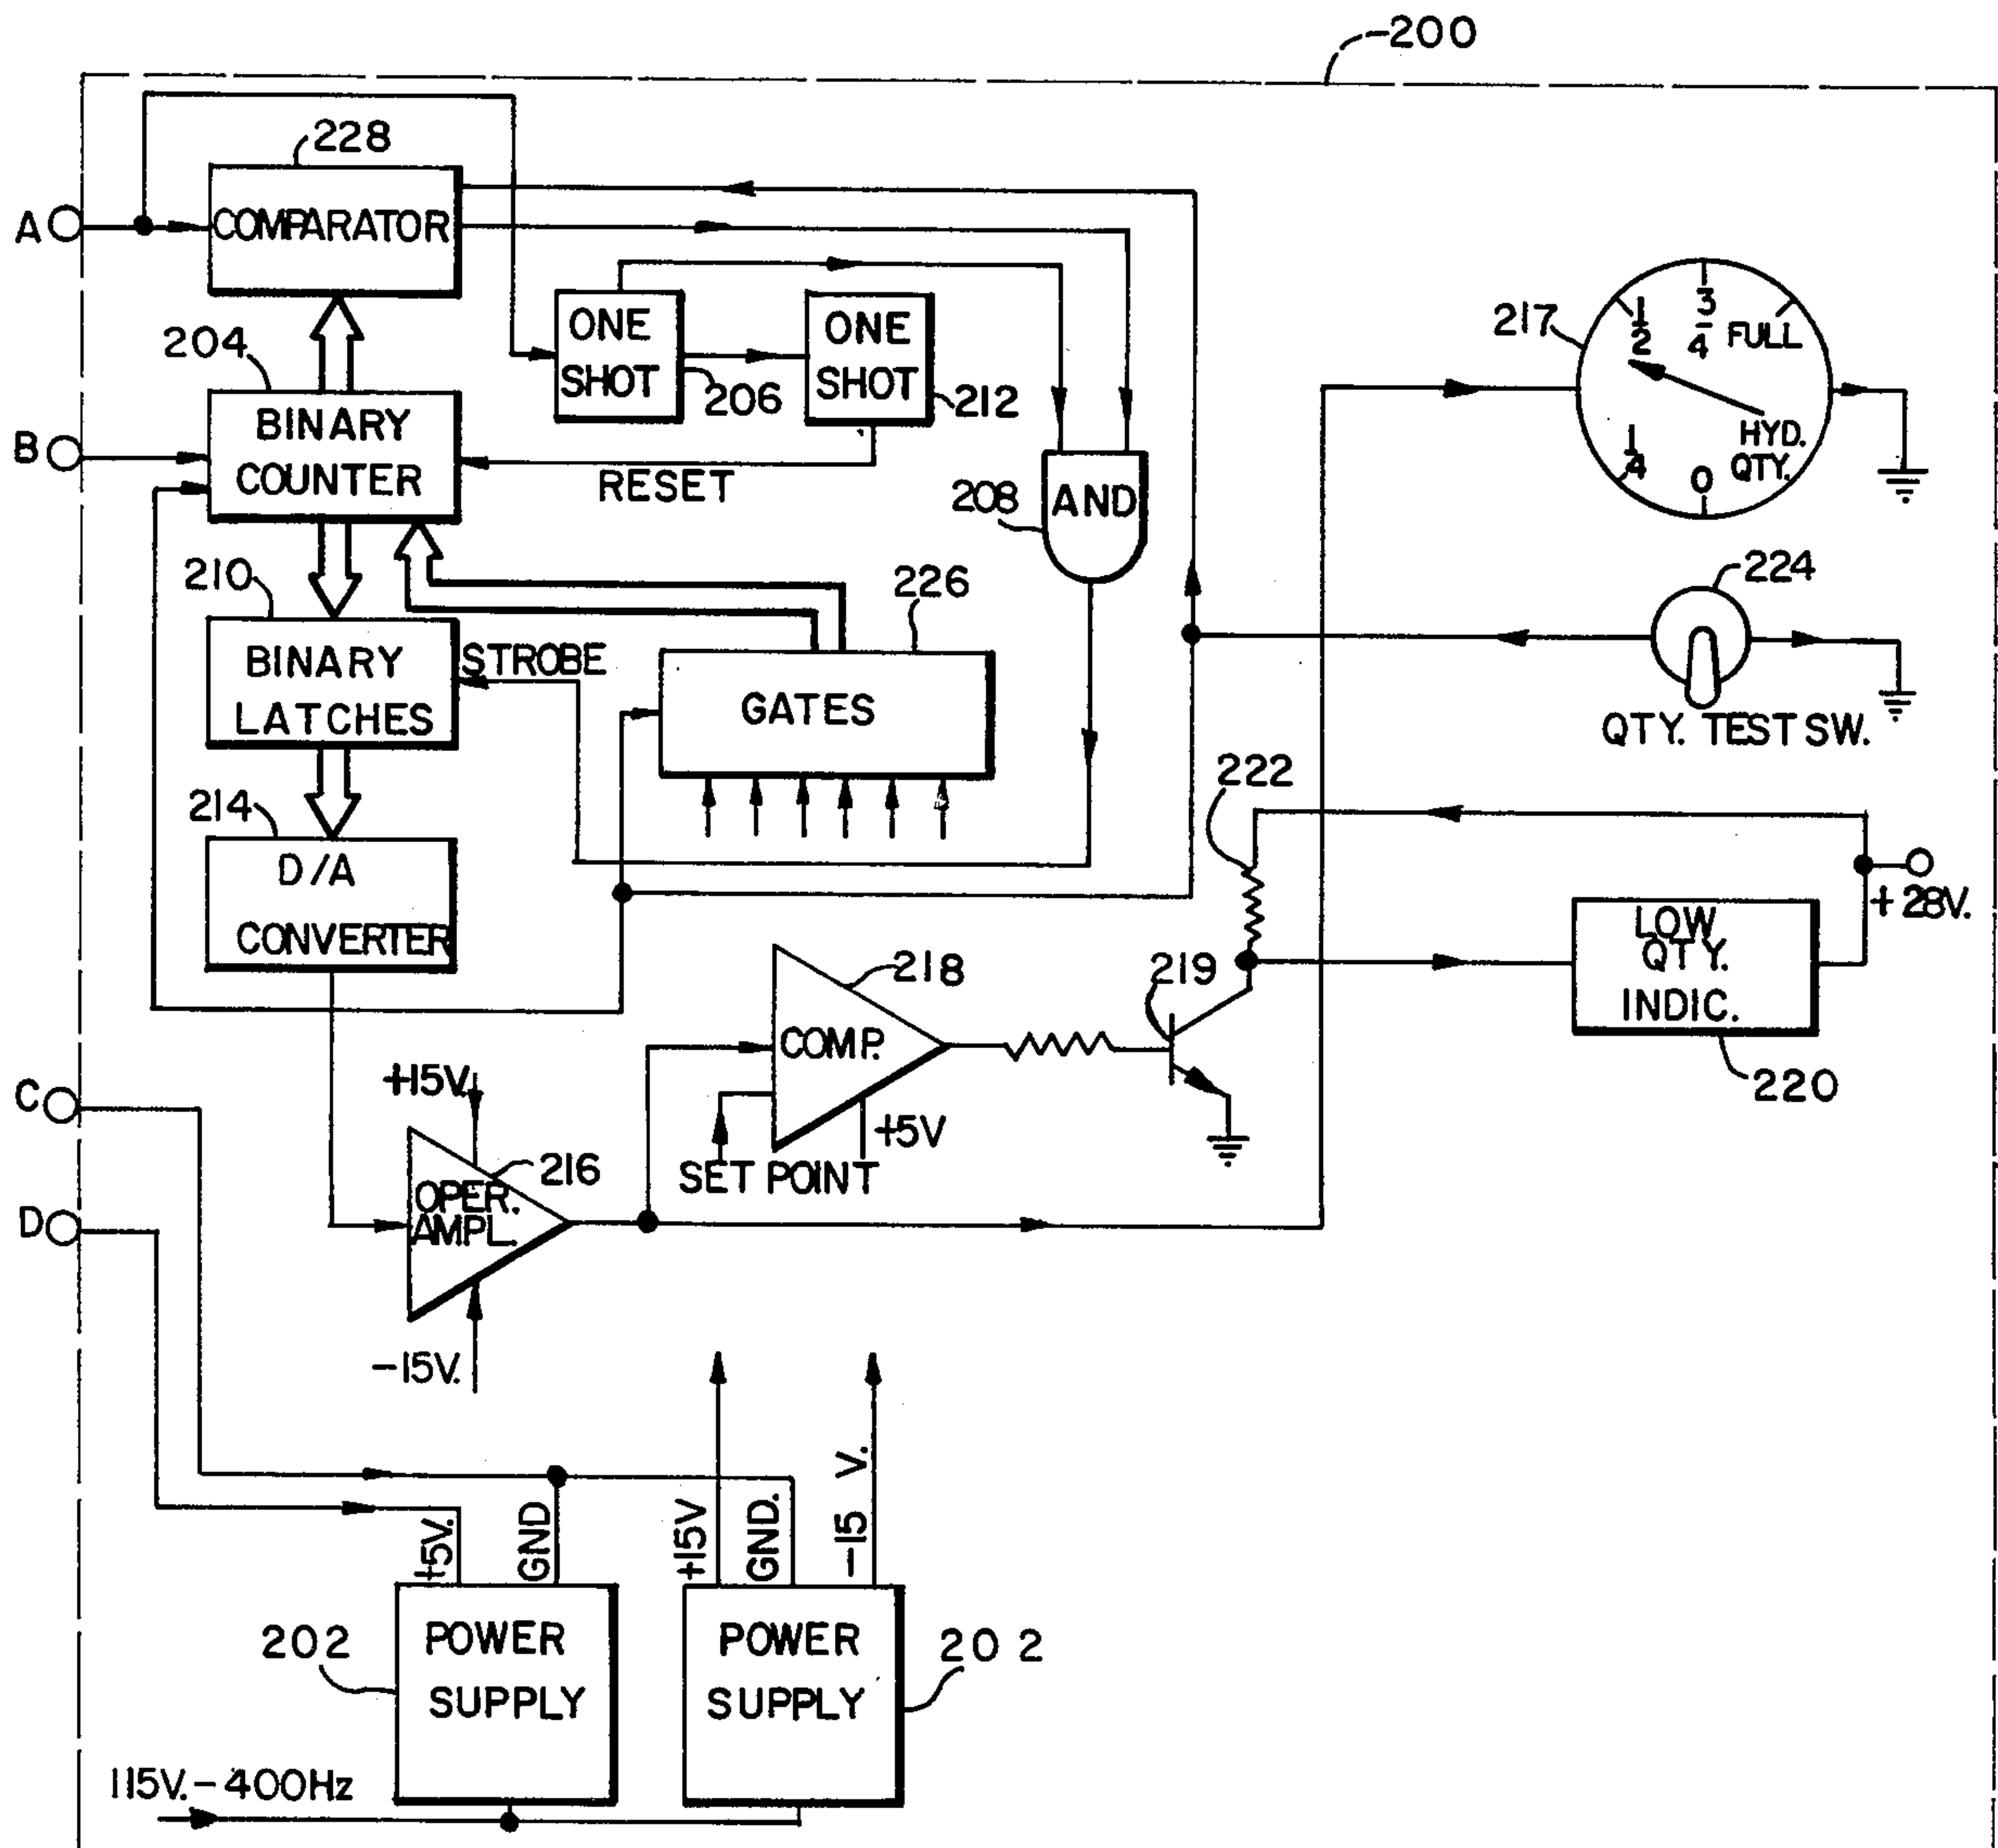 200
228
A
COMPARATOR
204
ONE
SHOT
206
ONE
SHOT
212
217
1/2
3/4
FULL
HYD.
QTY.
1/4
0
B
BINARY
COUNTER
RESET
208
AND
210
226
224
BINARY
LATCHES
STROBE
GATES
QTY. TEST SW.
222
214
D/A
CONVERTER
+28V.
LOW
QTY.
INDIC.
218
219
COMP.
220
C
+15V.
+5V
SET POINT
216
OPER.
AMPL.
D
-15V.
+5V.
GND
+15V
GND.
-15 V.
202
POWER
SUPPLY
POWER
SUPPLY
202
115V.-400Hz